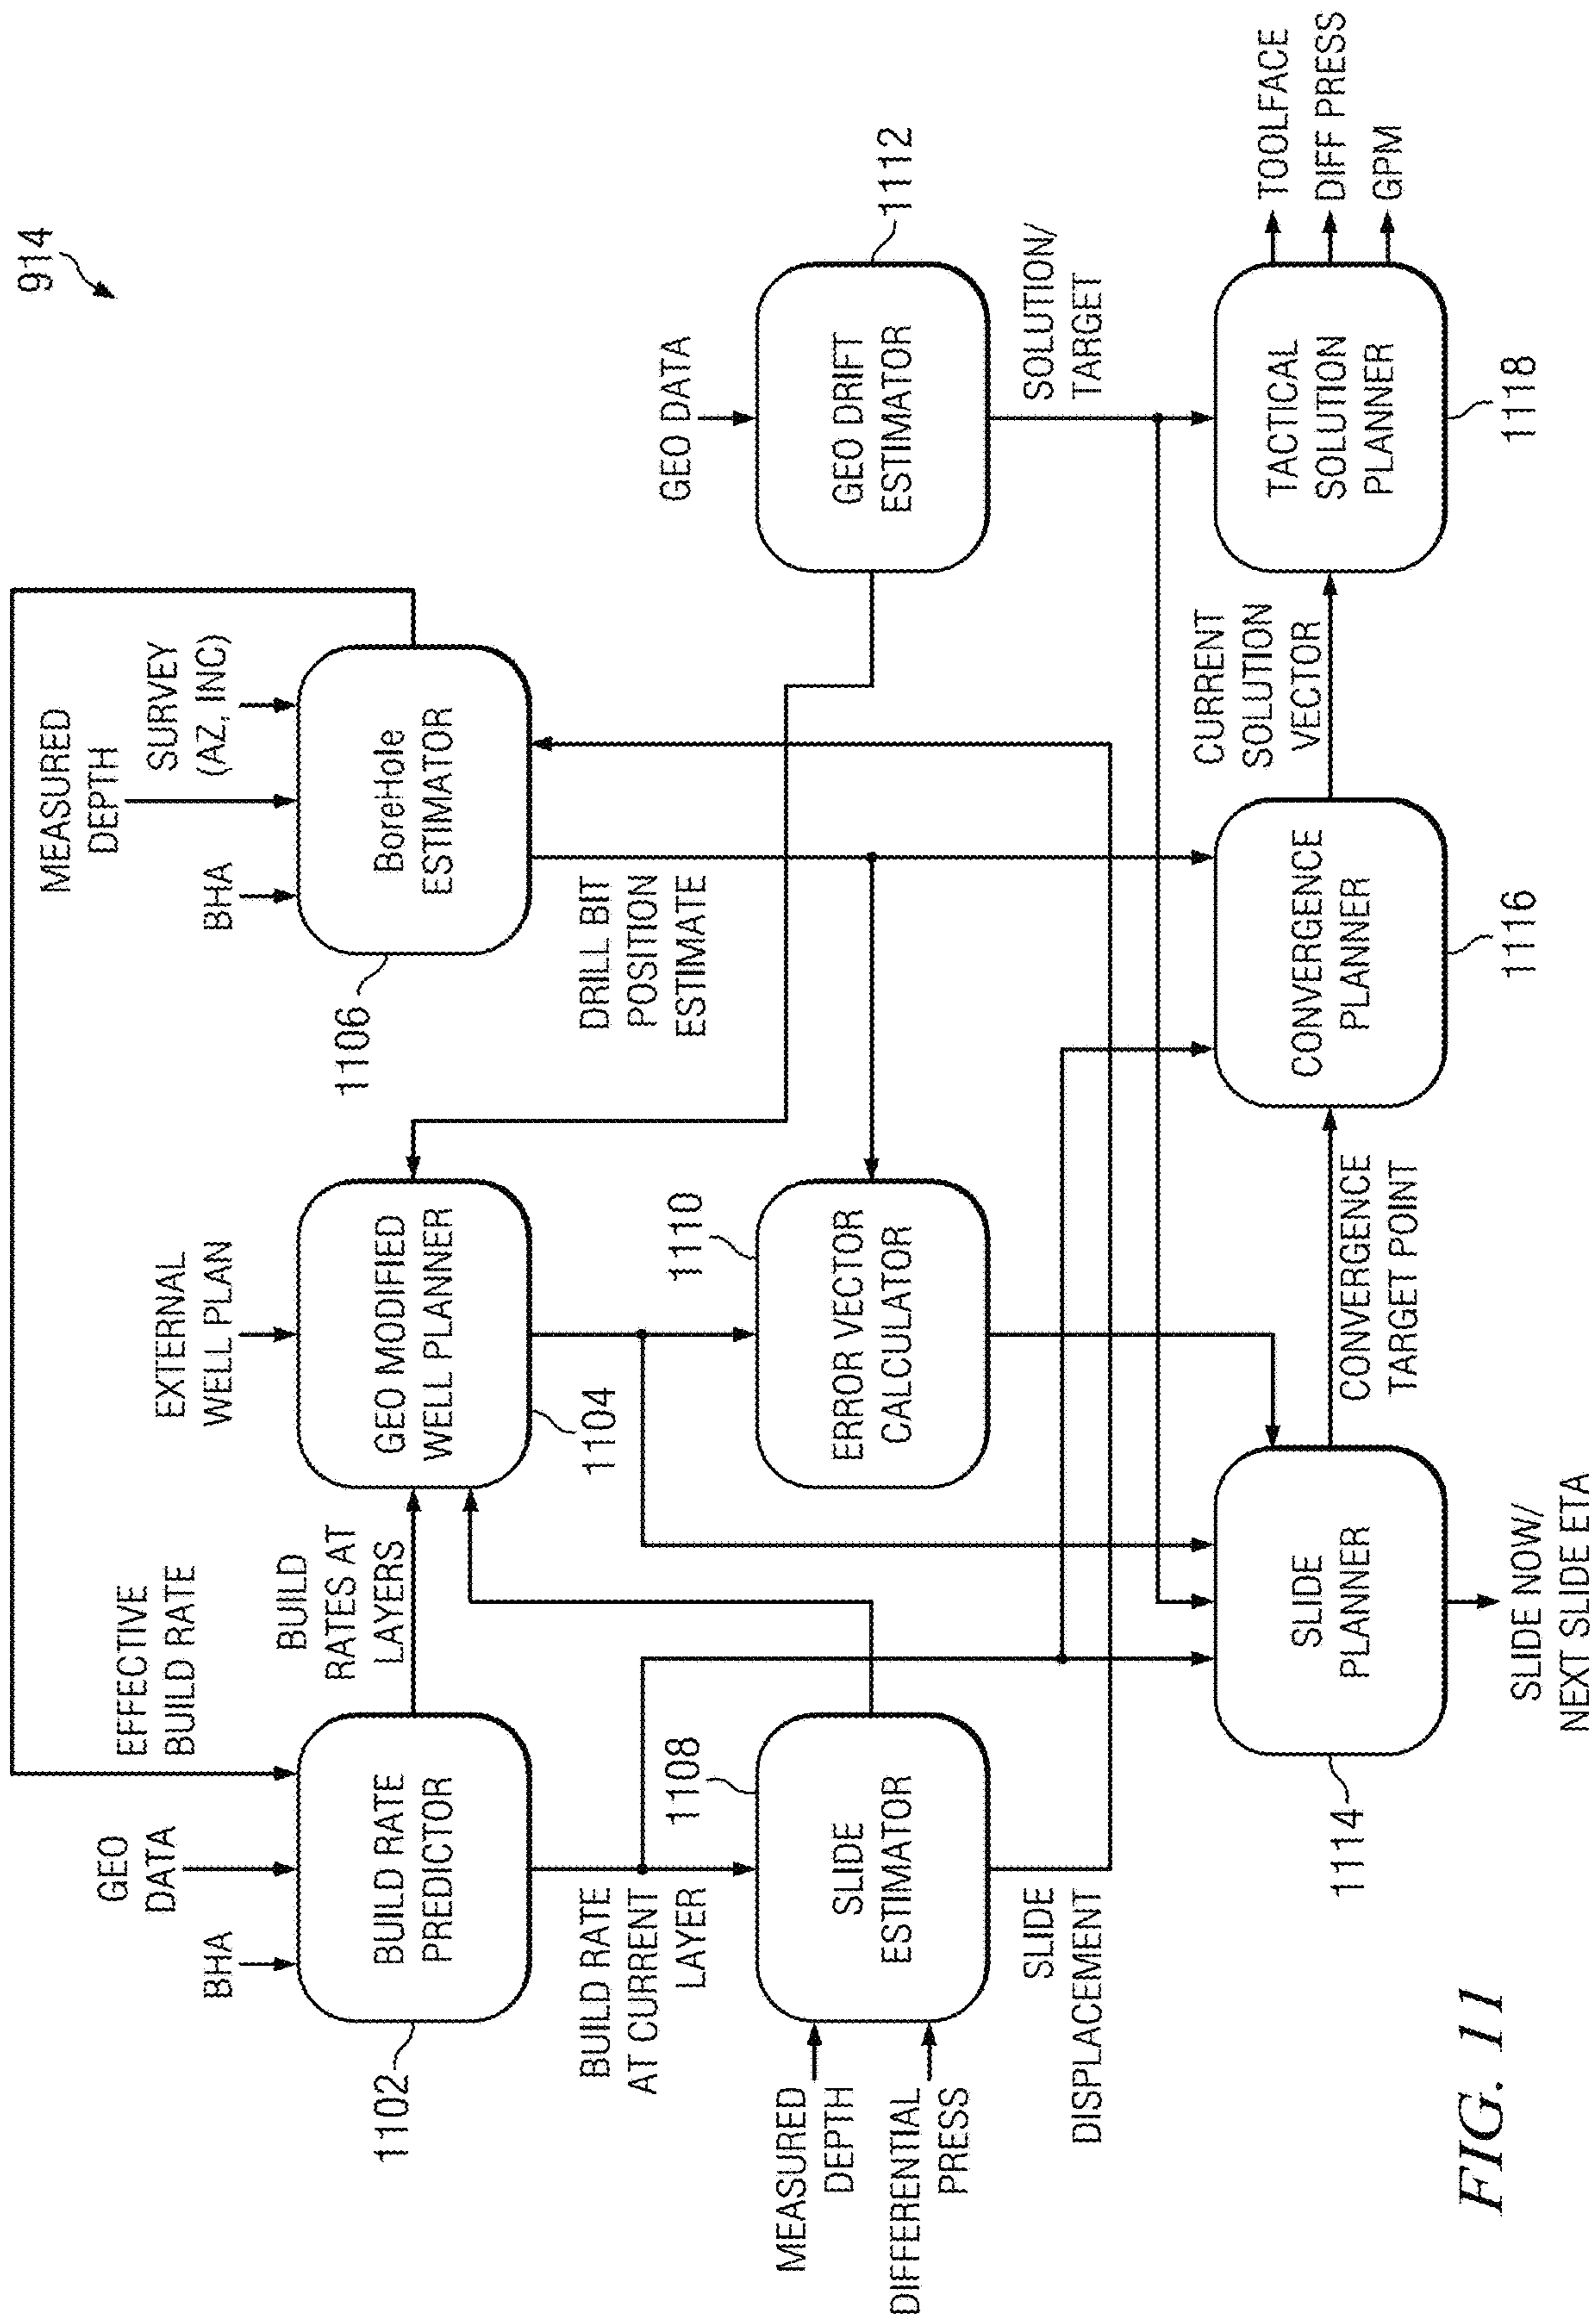 914
EFFECTIVE
BUILD RATE
GEO
DATA
BHA
BUILD RATE
PREDICTOR
1102
BUILD
RATES AT
LAYERS
EXTERNAL
WELL PLAN
GEO MODIFIED
WELL PLANNER
1104
MEASURED
DEPTH
SURVEY
(AZ, INC)
BHA
BoreHole
ESTIMATOR
1106
BUILD RATE
AT CURRENT
LAYER
DRILL BIT
POSITION
ESTIMATE
GEO DATA
MEASURED
DEPTH
DIFFERENTIAL
PRESS
SLIDE
ESTIMATOR
1108
ERROR VECTOR
CALCULATOR
1110
GEO DRIFT
ESTIMATOR
1112
SLIDE
DISPLACEMENT
SOLUTION/
TARGET
SLIDE
PLANNER
1114
CONVERGENCE
TARGET POINT
CONVERGENCE
PLANNER
1116
CURRENT
SOLUTION
VECTOR
TACTICAL
SOLUTION
PLANNER
1118
TOOLFACE
DIFF PRESS
GPM
SLIDE NOW/
NEXT SLIDE ETA
FIG. 11